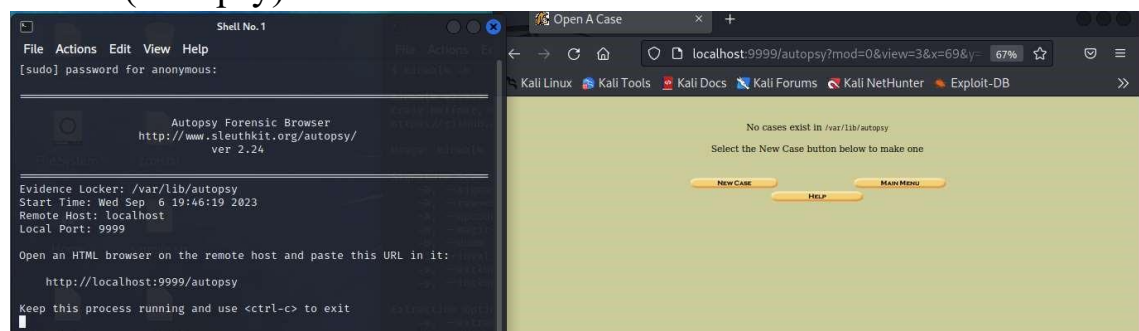 (Autopsy)
Shell No. 1
File Actions Edit View Help
[sudo] password for anonymous:
Autopsy Forensic Browser
http://www.sleuthkit.org/autopsy/
ver 2.24
Evidence Locker: /var/lib/autopsy
Start Time: Wed Sep 6 19:46:19 2023
Remote Host: localhost
Local Port: 9999
Open an HTML browser on the remote host and paste this URL in it:
http://localhost:9999/autopsy
Keep this process running and use <ctrl-c> to exit
Open A Case
localhost:9999/autopsy?mod=0&view=3&x=69&y= 67%
Kali Linux Kali Tools Kali Docs Kali Forums Kali NetHunter Exploit-DB
No cases exist in /var/lib/autopsy
Select the New Case button below to make one
NEW CASE MAIN MENU
HELP